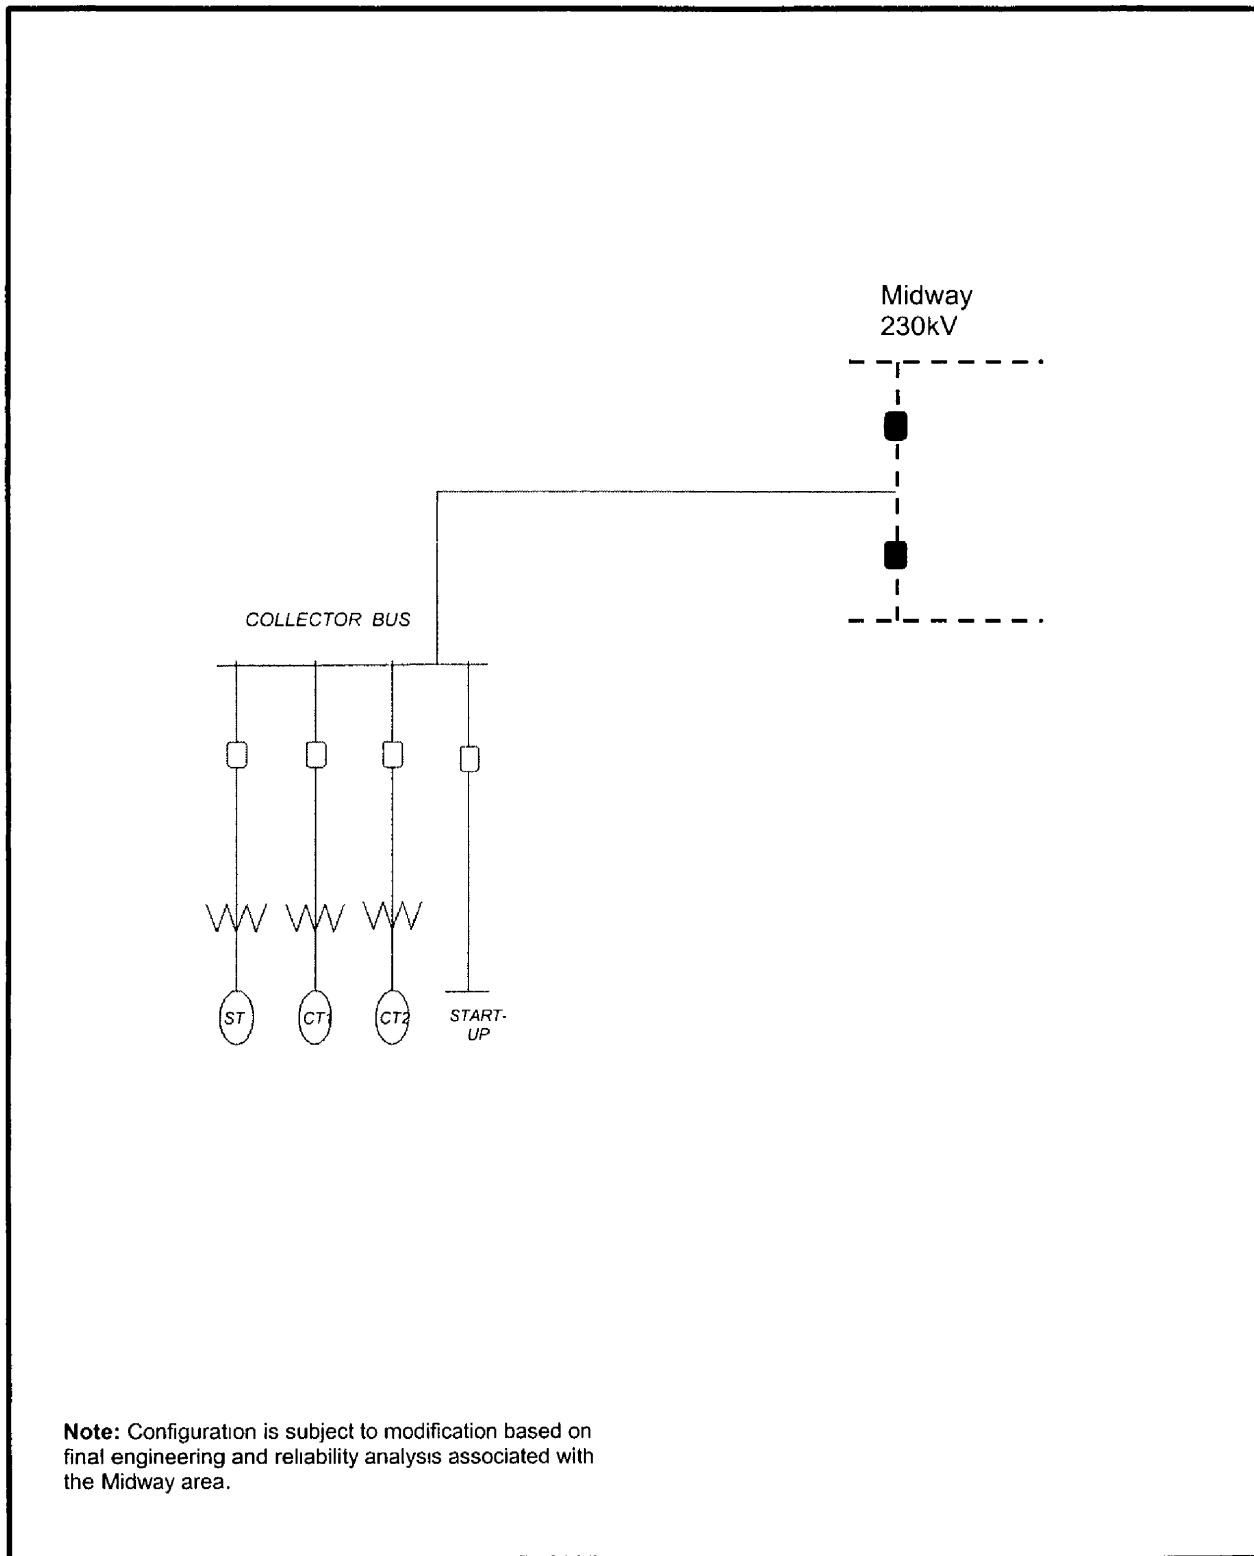 Midway
230kV
COLLECTOR BUS
ST
CT1
CT2
START-
UP
Note: Configuration is subject to modification based on
final engineering and reliability analysis associated with
the Midway area.